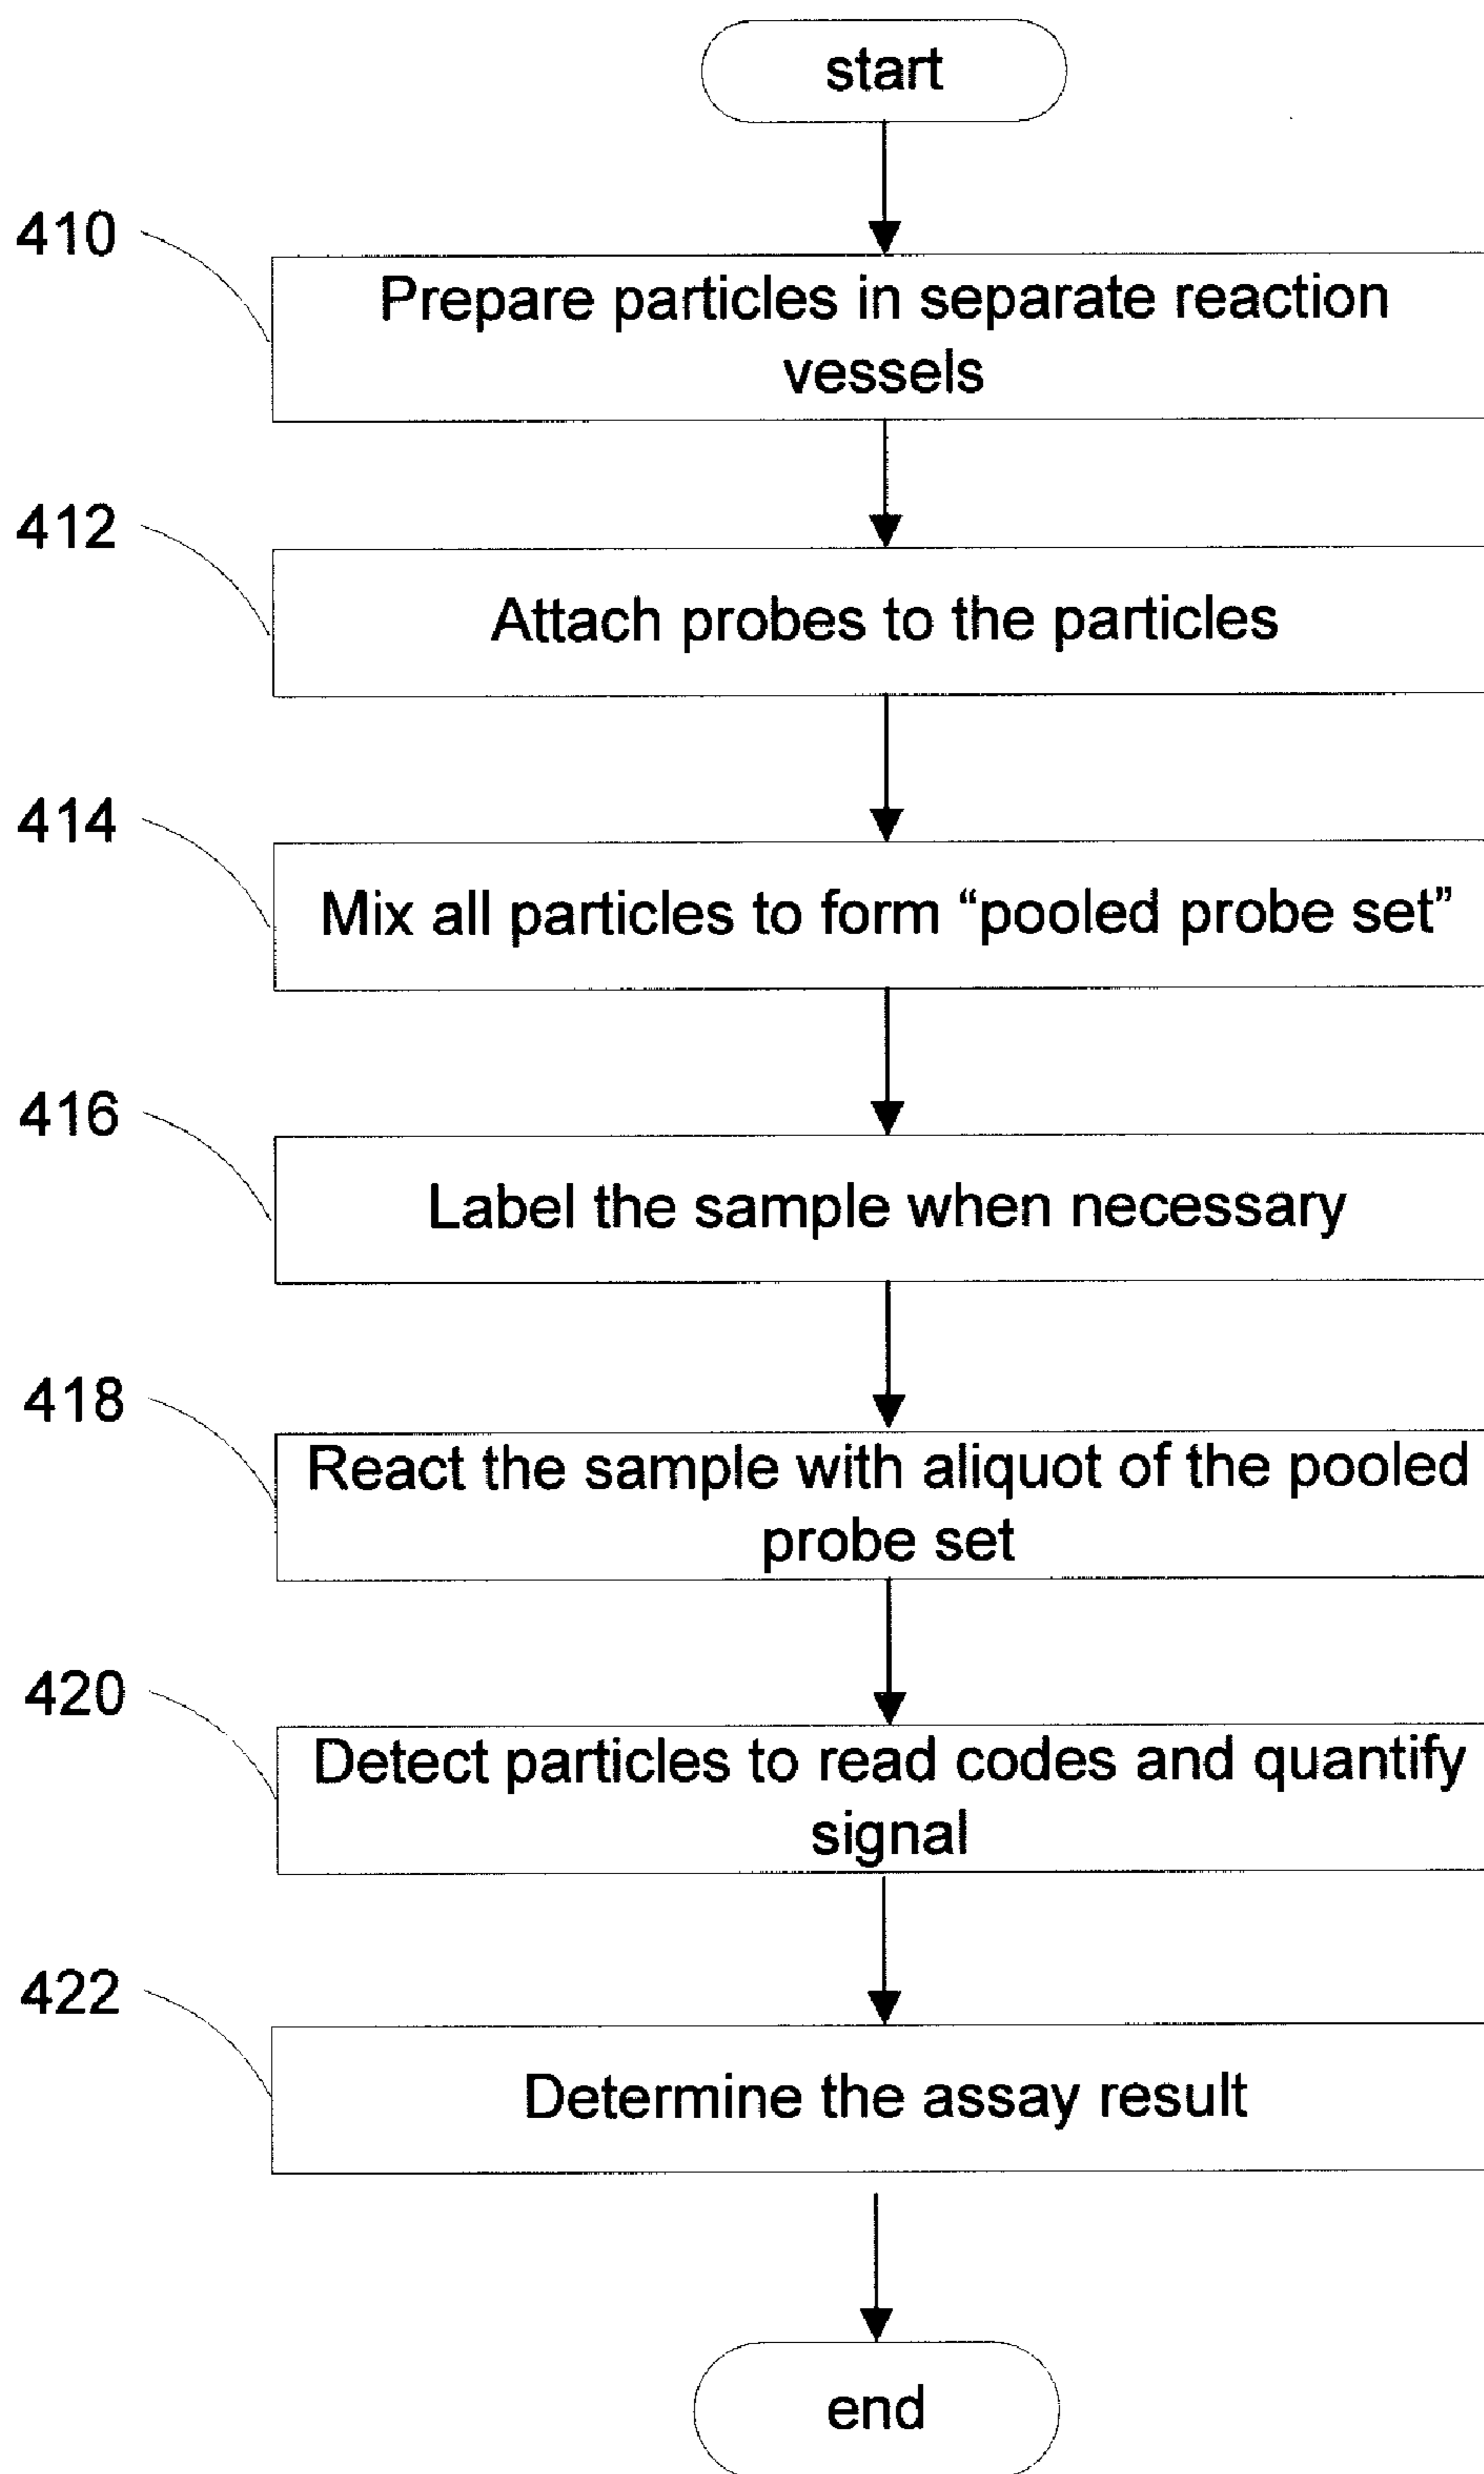 start
410
Prepare particles in separate reaction
vessels
412
Attach probes to the particles
414
Mix all particles to form “pooled probe set”
416
Label the sample when necessary
418
React the sample with aliquot of the pooled
probe set
420
Detect particles to read codes and quantify
signal
422
Determine the assay result
end